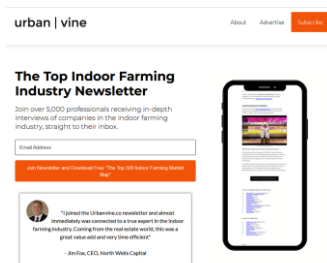 urban | vine
About
Advertise
Subscribe
The Top Indoor Farming
Industry Newsletter
Join over 5,000 professionals receiving in-depth
interviews of companies in the indoor farming
industry, straight to their inbox.
Email Address
Join Newsletter and Download Free "The Top 500 Indoor Farming Market
Map"
"I joined the Urbanvine.co newsletter and almost
immediately was connected to a true expert in the Indoor
farming industry. Coming from the real estate world, this was a
great value add and very time efficient"
- Jim Fox, CEO, North Wells Capital